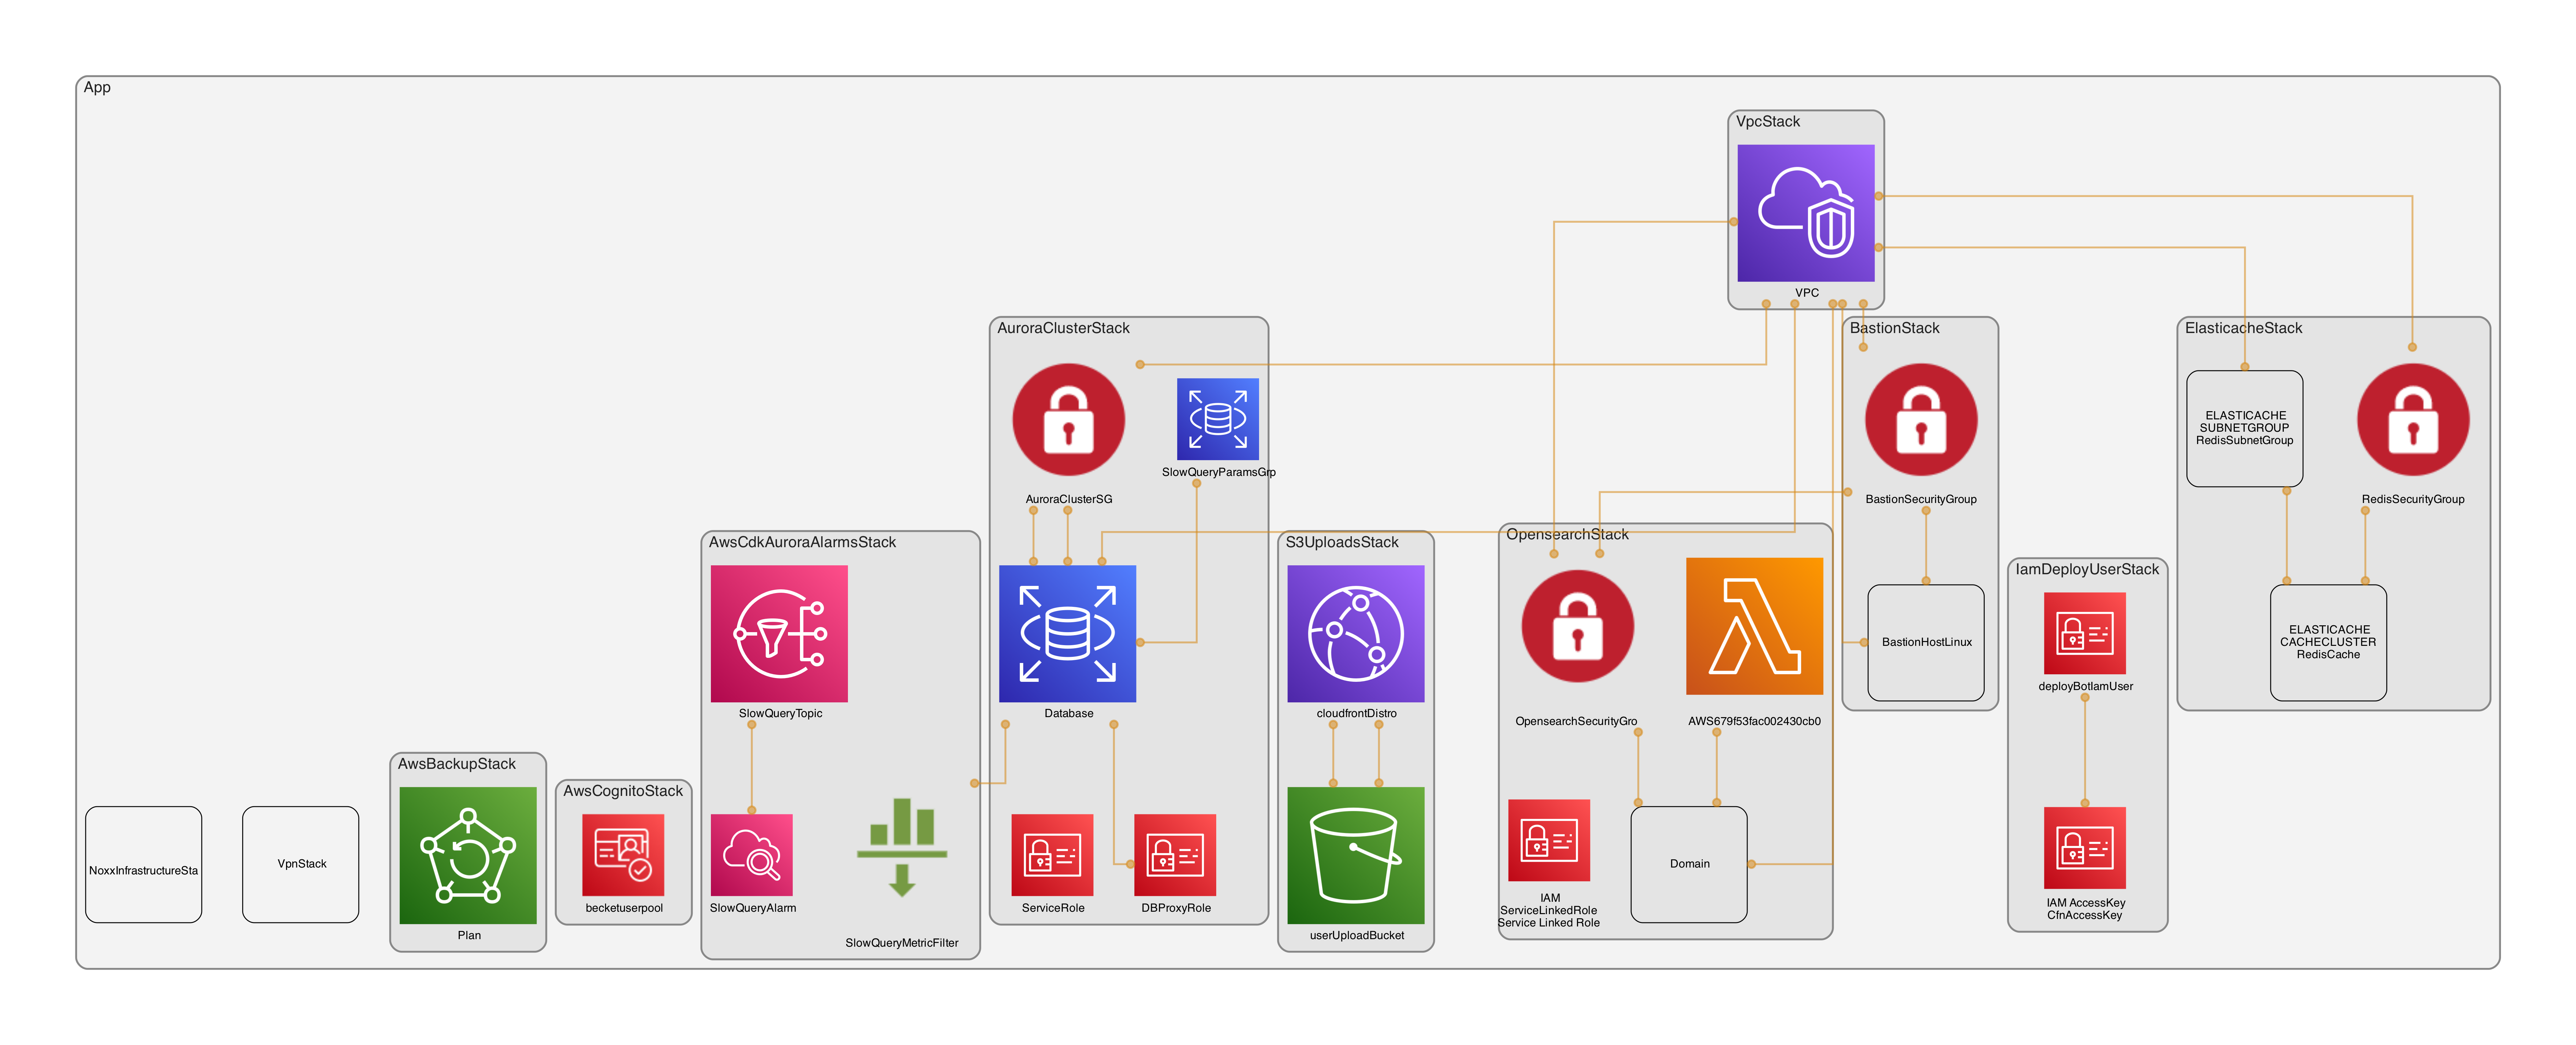 App
VpcStack
VPC
AuroraClusterStack
BastionStack
ElasticacheStack
ELASTICACHE
SUBNETGROUP
RedisSubnetGroup
SlowQueryParamsGrp
AuroraClusterSG
BastionSecurityGroup
RedisSecurityGroup
AwsCdkAuroraAlarmsStack
S3UploadsStack
OpensearchStack
IamDeployUserStack
BastionHostLinux
ELASTICACHE
CACHECLUSTER
RedisCache
deployBotIamUser
SlowQueryTopic
Database
cloudfrontDistro
OpensearchSecurityGro
AWS679f53fac002430cb0
AwsBackupStack
AwsCognitoStack
NoxxInfrastructureSta
VpnStack
Domain
Plan
becketuserpool
SlowQueryAlarm
SlowQueryMetricFilter
ServiceRole
DBProxyRole
userUploadBucket
IAM
ServiceLinkedRole
Service Linked Role
IAM AccessKey
CfnAccessKey